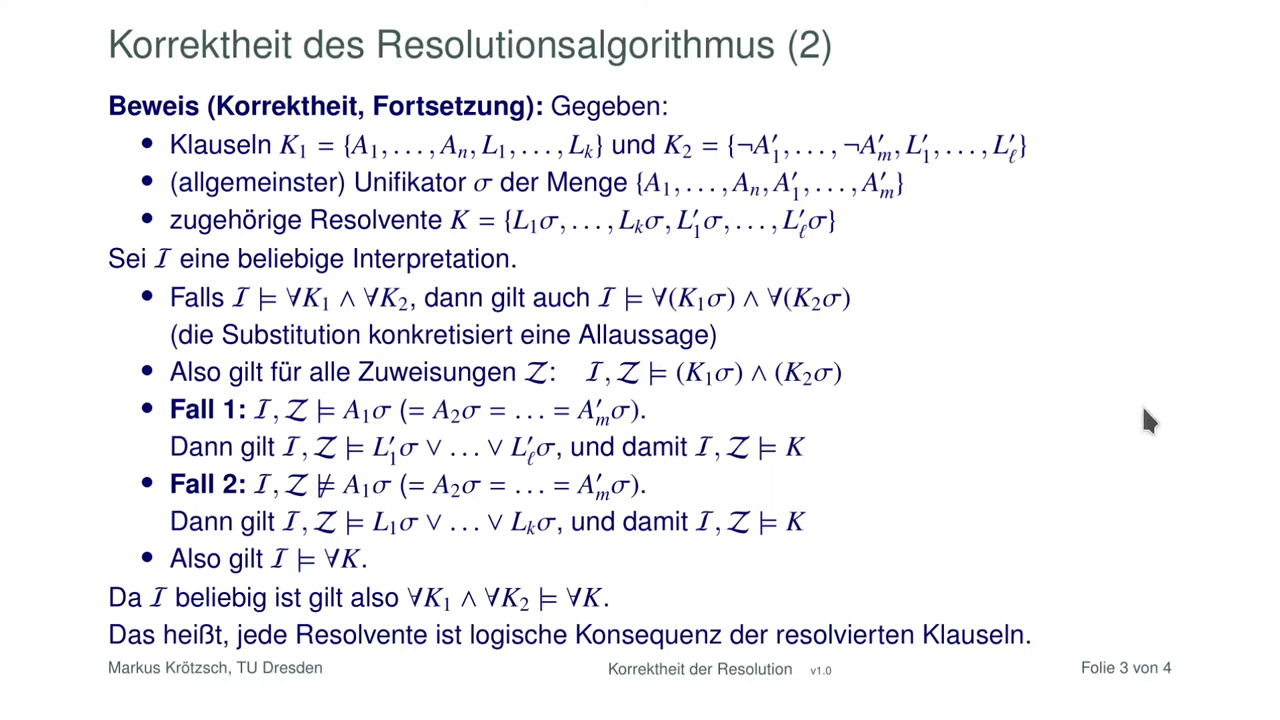 Korrektheit des Resolutionsalgorithmus (2)
Beweis (Korrektheit, Fortsetzung): Gegeben:
• Klauseln K₁ = {A₁, . . . , Aₙ, L₁, . . . , Lₖ} und K₂ = {¬A′₁, . . . , ¬A′ₘ, L′₁, . . . , L′_ℓ}
• (allgemeinster) Unifikator σ der Menge {A₁, . . . , Aₙ, A′₁, . . . , A′ₘ}
• zugehörige Resolvente K = {L₁σ, . . . , Lₖσ, L′₁σ, . . . , L′_ℓσ}
Sei 𝓘 eine beliebige Interpretation.
• Falls 𝓘 ⊨ ∀K₁ ∧ ∀K₂, dann gilt auch 𝓘 ⊨ ∀(K₁σ) ∧ ∀(K₂σ)
(die Substitution konkretisiert eine Allaussage)
• Also gilt für alle Zuweisungen 𝓩: 𝓘, 𝓩 ⊨ (K₁σ) ∧ (K₂σ)
• Fall 1: 𝓘, 𝓩 ⊨ A₁σ (= A₂σ = . . . = A′ₘσ).
Dann gilt 𝓘, 𝓩 ⊨ L′₁σ ∨ . . . ∨ L′_ℓσ, und damit 𝓘, 𝓩 ⊨ K
• Fall 2: 𝓘, 𝓩 ⊭ A₁σ (= A₂σ = . . . = A′ₘσ).
Dann gilt 𝓘, 𝓩 ⊨ L₁σ ∨ . . . ∨ Lₖσ, und damit 𝓘, 𝓩 ⊨ K
• Also gilt 𝓘 ⊨ ∀K.
Da 𝓘 beliebig ist gilt also ∀K₁ ∧ ∀K₂ ⊨ ∀K.
Das heißt, jede Resolvente ist logische Konsequenz der resolvierten Klauseln.
Markus Krötzsch, TU Dresden Korrektheit der Resolution v1.0 Folie 3 von 4